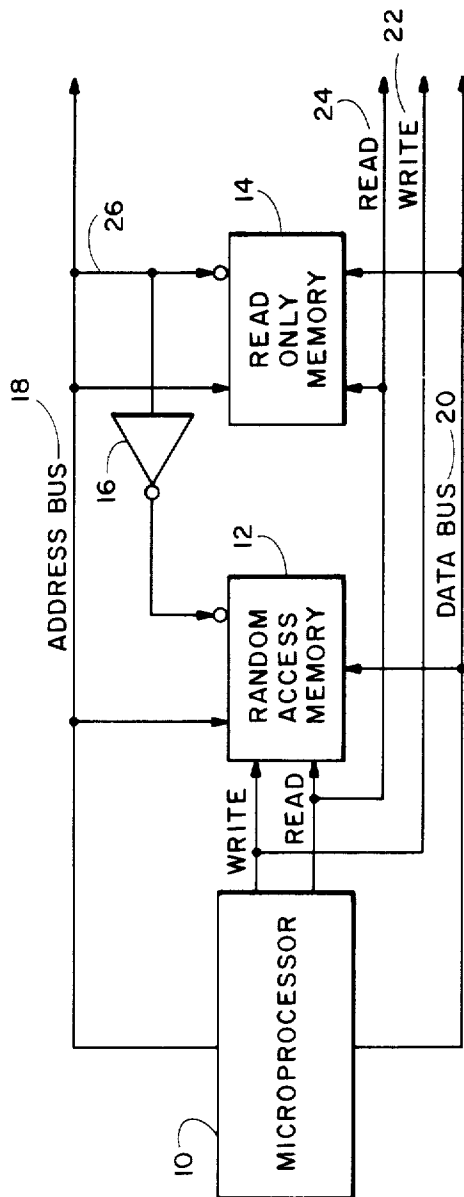 ADDRESS BUS
18
26
16
14
READ
ONLY
MEMORY
12
RANDOM
ACCESS
MEMORY
WRITE
READ
10
MICROPROCESSOR
24
READ
WRITE
22
DATA BUS
20